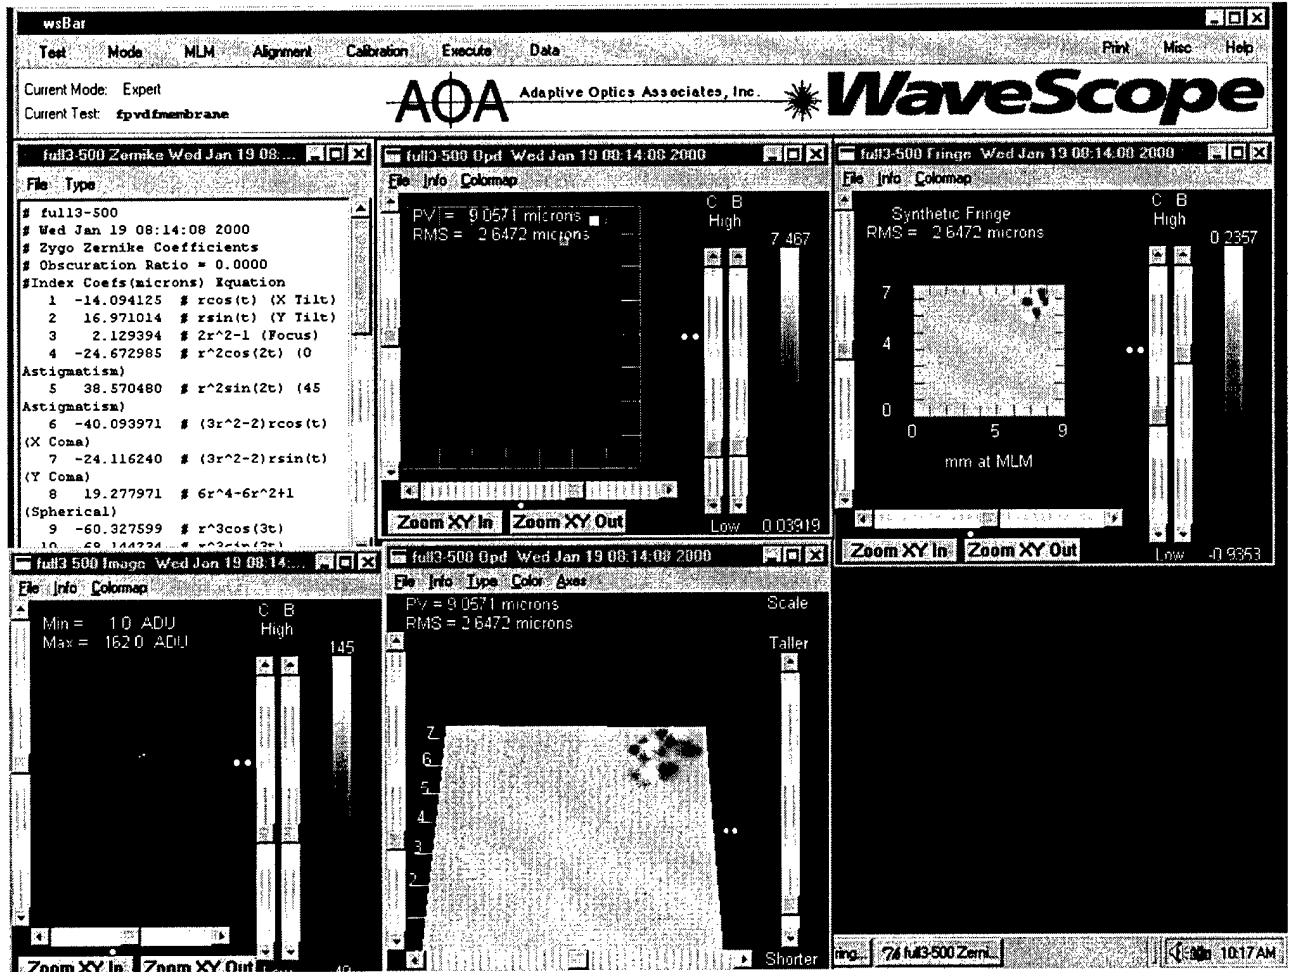 wsBar
Test Mode MLM Alignment Calibration Execute Data Print Misc Help
Current Mode: Expert
Current Test: fpvdfmembrane
AOA Adaptive Optics Associates, Inc. WaveScope
full3-500 Zernike Wed Jan 19 08:...
File Type
# full3-500
# Wed Jan 19 08:14:08 2000
# Zygo Zernike Coefficients
# Obscuration Ratio = 0.0000
#Index Coefs(microns) Equation
1 -14.094125 # rcos(t) (X Tilt)
2 16.971014 # rsin(t) (Y Tilt)
3 2.129394 # 2r^2-1 (Focus)
4 -24.672985 # r^2cos(2t) (0
Astigmatism)
5 38.570480 # r^2sin(2t) (45
Astigmatism)
6 -40.093971 # (3r^2-2)rcos(t)
(X Coma)
7 -24.116240 # (3r^2-2)rsin(t)
(Y Coma)
8 19.277971 # 6r^4-6r^2+1
(Spherical)
9 -60.327599 # r^3cos(3t)
full3-500 Opd Wed Jan 19 08:14:08 2000
File Info Colormap
PV = 9.0571 microns
RMS = 2.6472 microns
C B
High
7.467
Zoom XY In Zoom XY Out
Low 0.03919
full3-500 Fringe Wed Jan 19 08:14:08 2000
File Info Colormap
Synthetic Fringe
RMS = 2.6472 microns
C B
High
0.2357
7
4
0
0 5 9
mm at MLM
Zoom XY In Zoom XY Out
Low -0.9353
full3-500 Image Wed Jan 19 08:14:...
File Info Colormap
Min = 1.0 ADU
Max = 162.0 ADU
C B
High
145
Zoom XY In Zoom XY Out
full3-500 Opd Wed Jan 19 08:14:08 2000
File Info Type Color Axes
PV = 9.0571 microns
RMS = 2.6472 microns
Scale
Taller
7
6
5
4
3
2
Shorter
ring... full3-500 Zerni... 10:17 AM